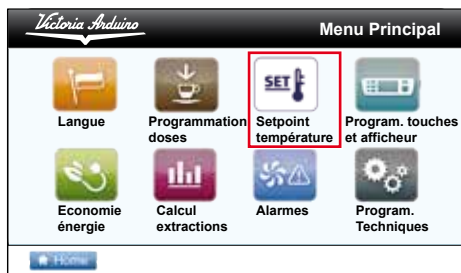 Victoria Arduino
Menu Principal
SET
Langue
Programmation
doses
Setpoint
température
Program. touches
et afficheur
Economie
énergie
Calcul
extractions
Alarmes
Program.
Techniques
Home